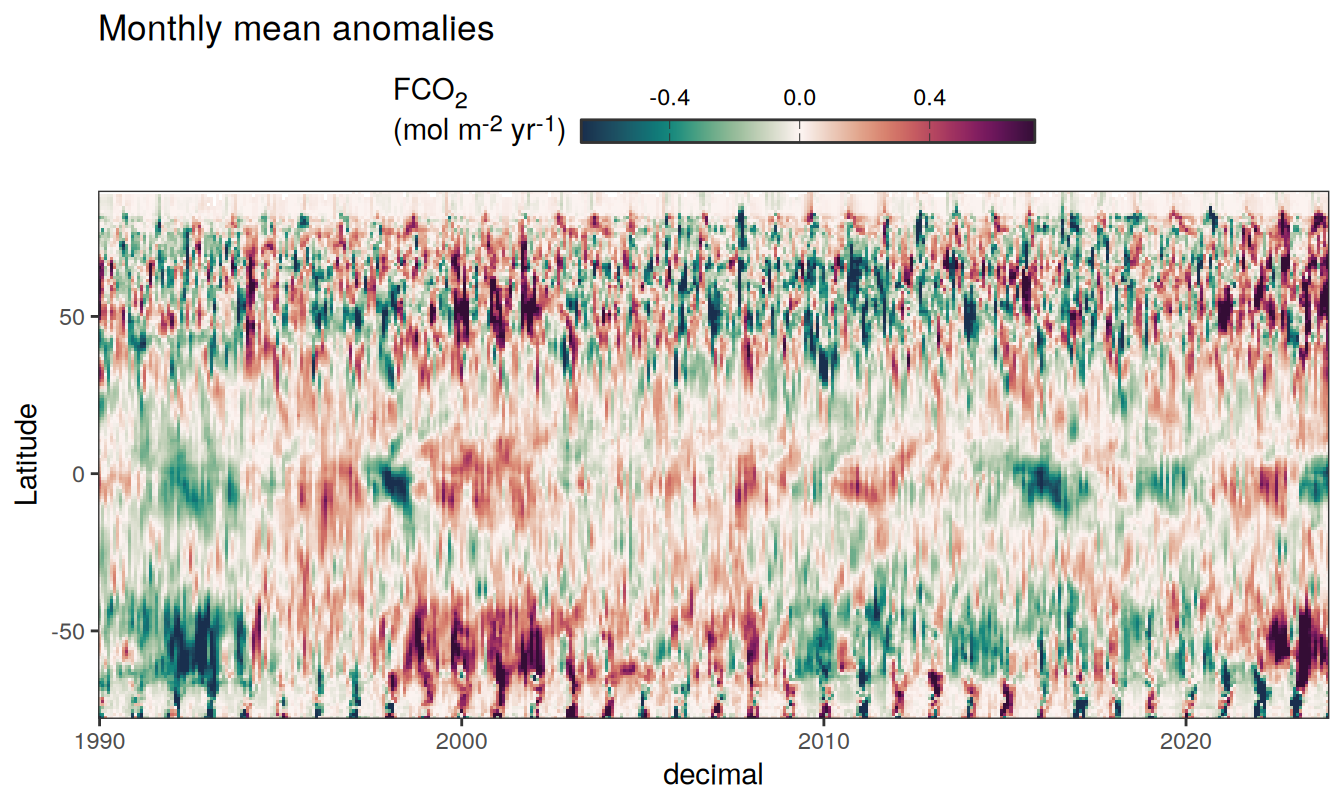 Monthly mean anomalies
FCO₂
(mol m⁻² yr⁻¹)
-0.4 0.0 0.4
Latitude
50
0
-50
1990 2000 2010 2020
decimal